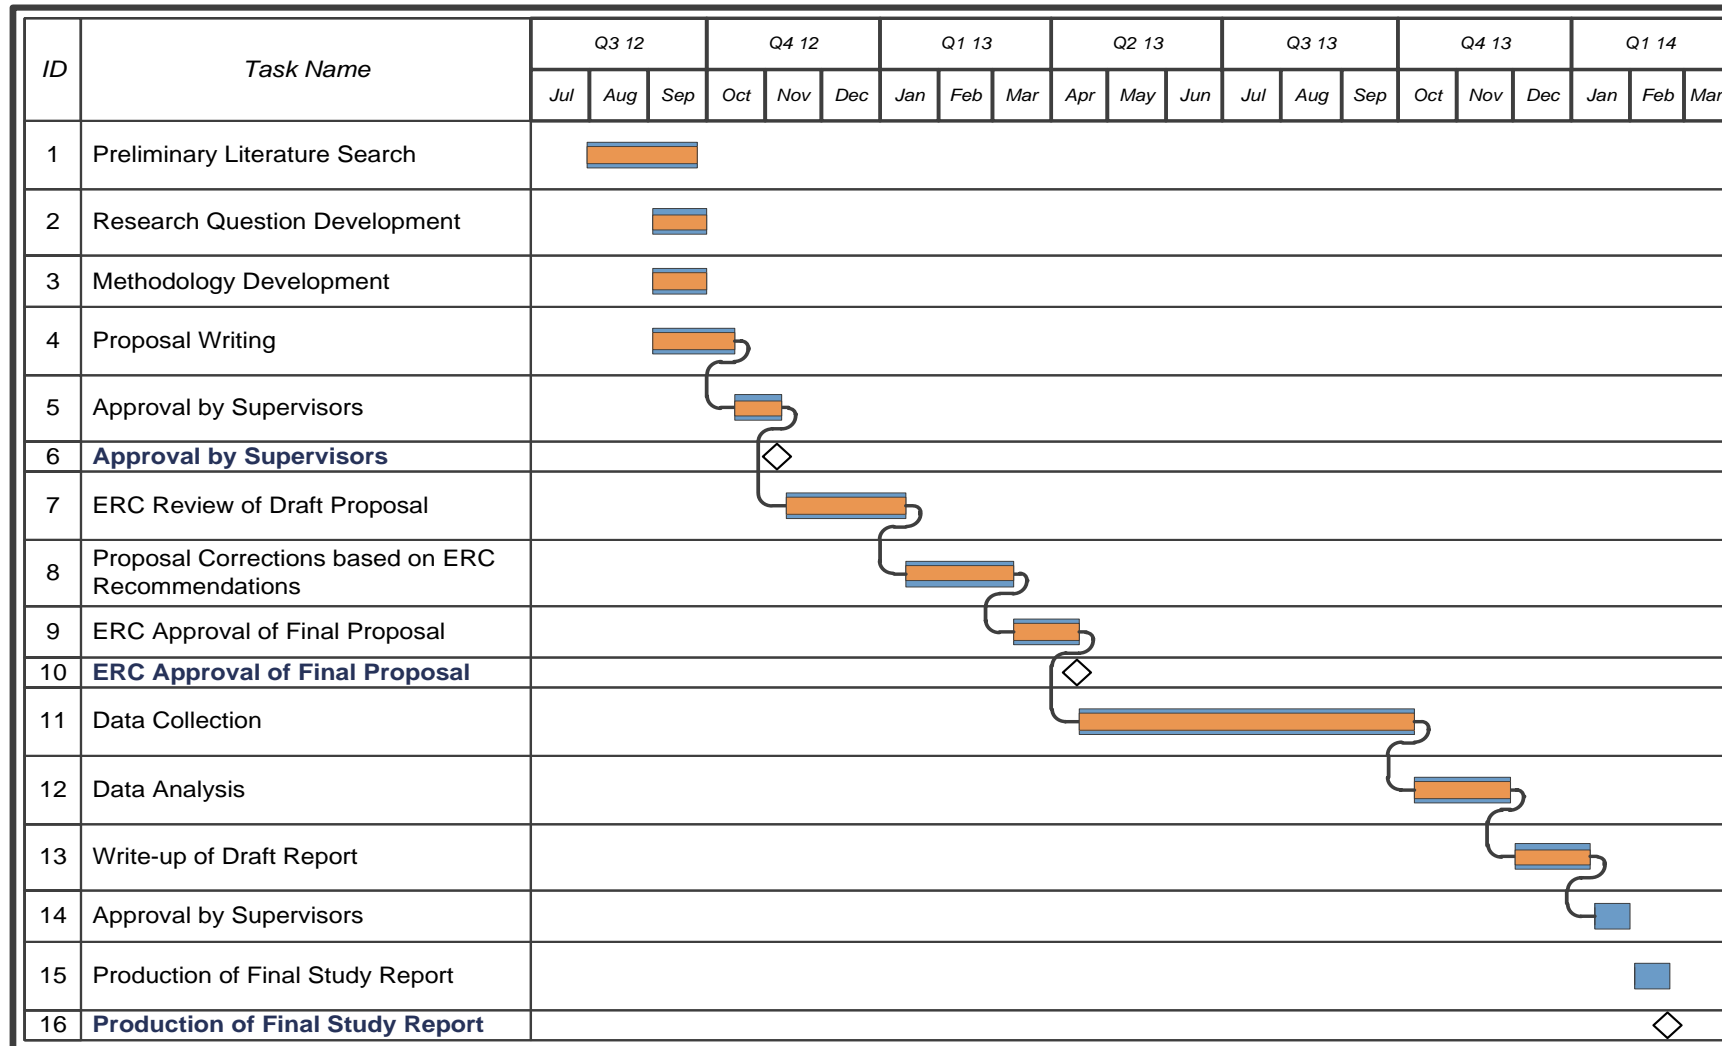 ID
Task Name
Q3 12
Q4 12
Q1 13
Q2 13
Q3 13
Q4 13
Q1 14
Jul
Aug
Sep
Oct
Nov
Dec
Jan
Feb
Mar
Apr
May
Jun
Jul
Aug
Sep
Oct
Nov
Dec
Jan
Feb
Mar
1
Preliminary Literature Search
2
Research Question Development
3
Methodology Development
4
Proposal Writing
5
Approval by Supervisors
6
Approval by Supervisors
7
ERC Review of Draft Proposal
8
Proposal Corrections based on ERC
Recommendations
9
ERC Approval of Final Proposal
10
ERC Approval of Final Proposal
11
Data Collection
12
Data Analysis
13
Write-up of Draft Report
14
Approval by Supervisors
15
Production of Final Study Report
16
Production of Final Study Report